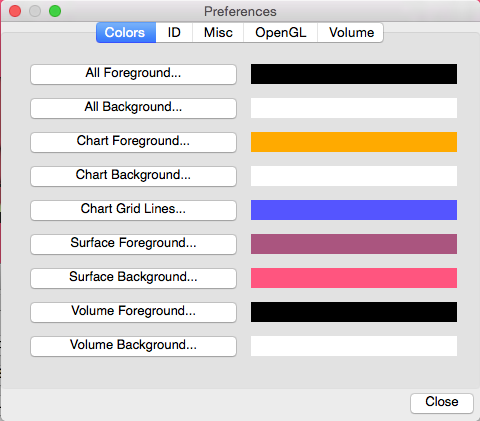 Preferences
Colors ID Misc OpenGL Volume
All Foreground...
All Background...
Chart Foreground...
Chart Background...
Chart Grid Lines...
Surface Foreground...
Surface Background...
Volume Foreground...
Volume Background...
Close